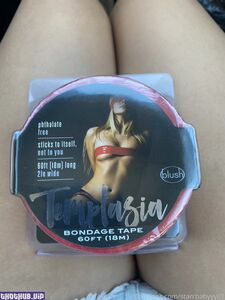 phthalate
free
sticks to itself,
not to you
60ft (18m) long
2in wide
Temptasia
blush
BONDAGE TAPE
60FT (18M)
THOTHUB.VIP